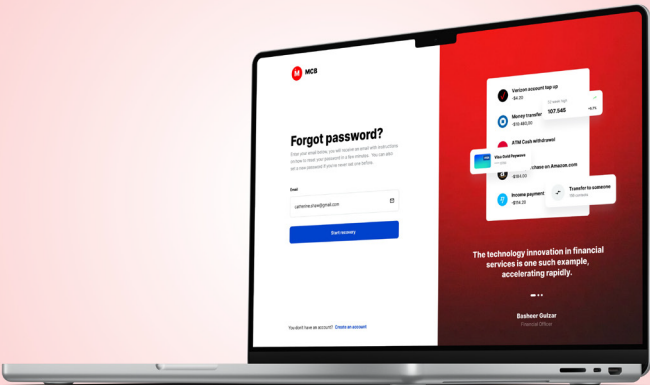 M MCB
Forgot password?
Enter your email below, you will receive an email with instructions
on how to reset your password in a few minutes. You can also
set a new password if you've never set one before.
Email
catherine.shaw@gmail.com
Start recovery
You don't have an account? Create an account
Verizon account top up
-$4.25
107.545
Money transfer
-$10.480,00
ATM Cash withdrawal
Visa Gold Payware
chase on Amazon.com
-$184.00
Income payment
-$114.20
Transfer to someone
The technology innovation in financial
services is one such example,
accelerating rapidly.
Basheer Gulzar
Financial Officer